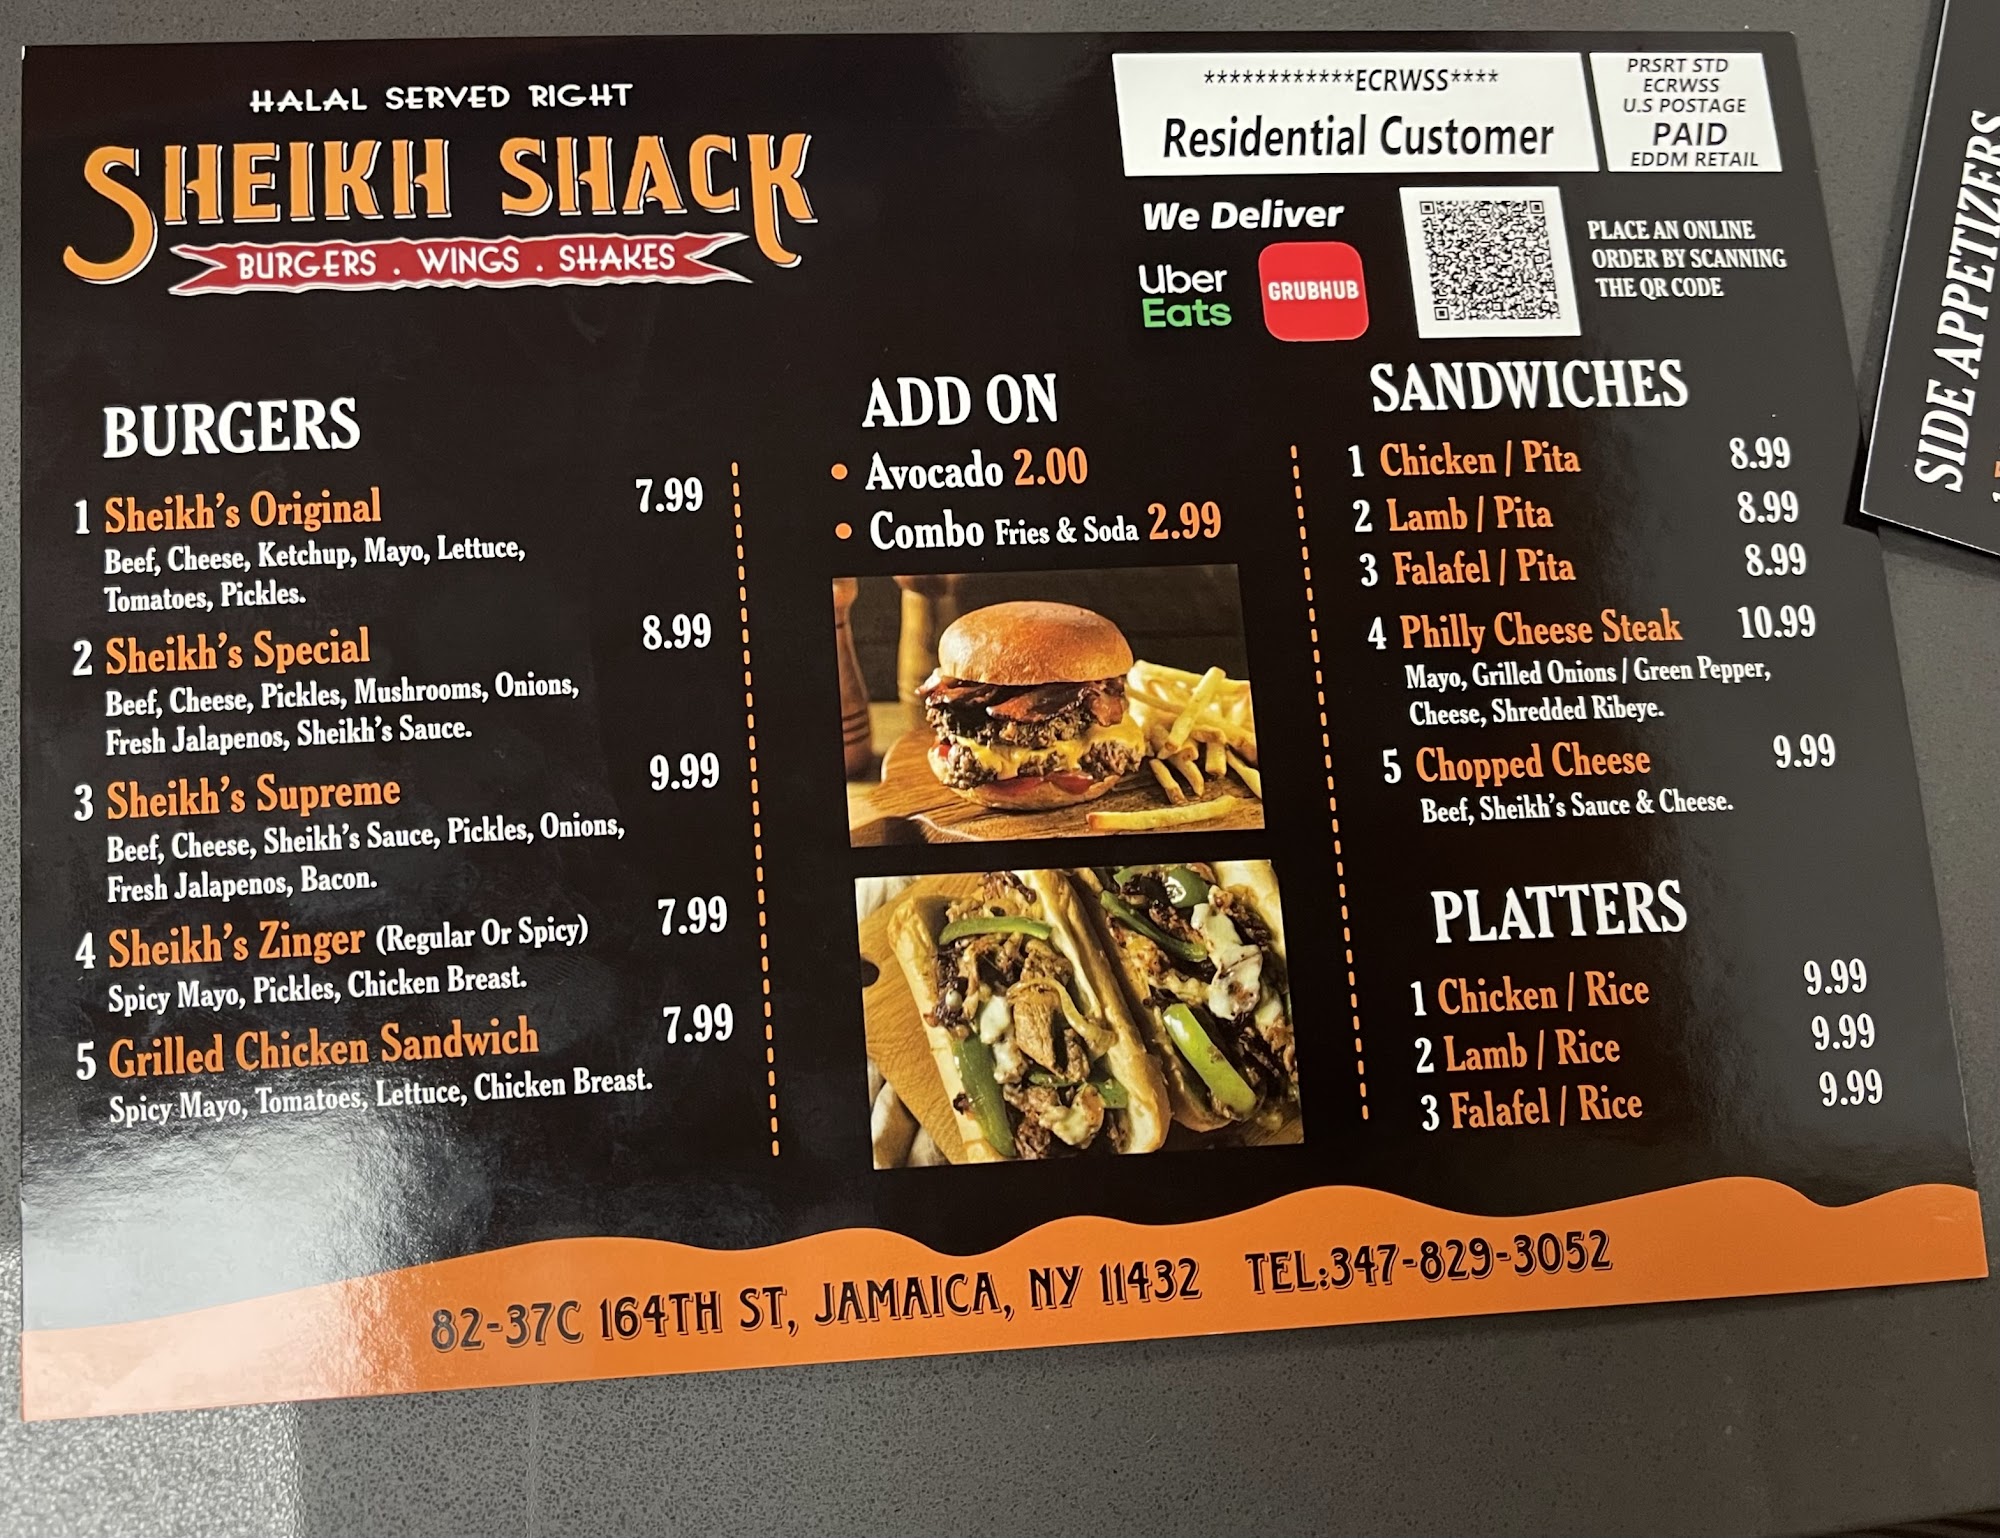 HALAL SERVED RIGHT
SHEIKH SHACK
BURGERS . WINGS . SHAKES
************ECRWSS****
Residential Customer
PRSRT STD
ECRWSS
U.S POSTAGE
PAID
EDDM RETAIL
We Deliver
Uber
Eats
GRUBHUB
PLACE AN ONLINE
ORDER BY SCANNING
THE QR CODE
BURGERS
1 Sheikh's Original 7.99
Beef, Cheese, Ketchup, Mayo, Lettuce,
Tomatoes, Pickles.
2 Sheikh's Special 8.99
Beef, Cheese, Pickles, Mushrooms, Onions,
Fresh Jalapenos, Sheikh's Sauce.
3 Sheikh's Supreme 9.99
Beef, Cheese, Sheikh's Sauce, Pickles, Onions,
Fresh Jalapenos, Bacon.
4 Sheikh's Zinger (Regular Or Spicy) 7.99
Spicy Mayo, Pickles, Chicken Breast.
5 Grilled Chicken Sandwich 7.99
Spicy Mayo, Tomatoes, Lettuce, Chicken Breast.
ADD ON
• Avocado 2.00
• Combo Fries & Soda 2.99
SANDWICHES
1 Chicken / Pita 8.99
2 Lamb / Pita 8.99
3 Falafel / Pita 8.99
4 Philly Cheese Steak 10.99
Mayo, Grilled Onions / Green Pepper,
Cheese, Shredded Ribeye.
5 Chopped Cheese 9.99
Beef, Sheikh's Sauce & Cheese.
PLATTERS
1 Chicken / Rice 9.99
2 Lamb / Rice 9.99
3 Falafel / Rice 9.99
82-37C 164TH ST, JAMAICA, NY 11432 TEL:347-829-3052
SIDE APPETIZERS